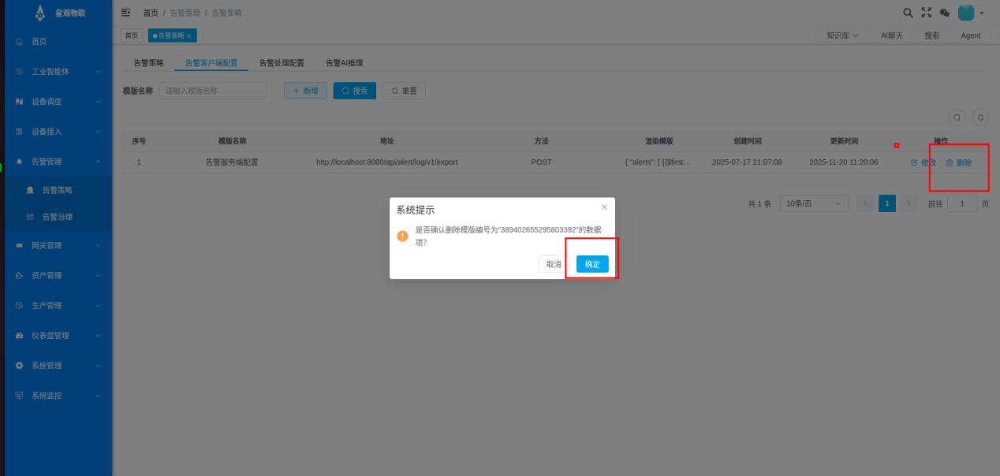 星观物联
首页 / 告警管理 / 告警策略
首页
告警策略 ×
知识库
AI聊天
搜索
Agent
首页
工业智能体
设备调度
设备接入
告警管理
告警策略
告警治理
网关管理
资产管理
生产管理
仪表盘管理
系统管理
系统监控
告警策略
告警客户端配置
告警处理配置
告警AI推理
模版名称
请输入模版名称
+ 新增
搜索
重置
序号 模版名称 地址 方法 渲染模版 创建时间 更新时间 操作
1 告警服务端配置 http://localhost:8080/api/alert/log/v1/export POST { "alerts": [ {{$first... 2025-07-17 21:07:08 2025-11-20 11:20:06 修改 删除
共 1 条 10条/页 1 前往 1 页
系统提示
是否确认删除模版编号为"389402655295803392"的数据
项?
取消 确定